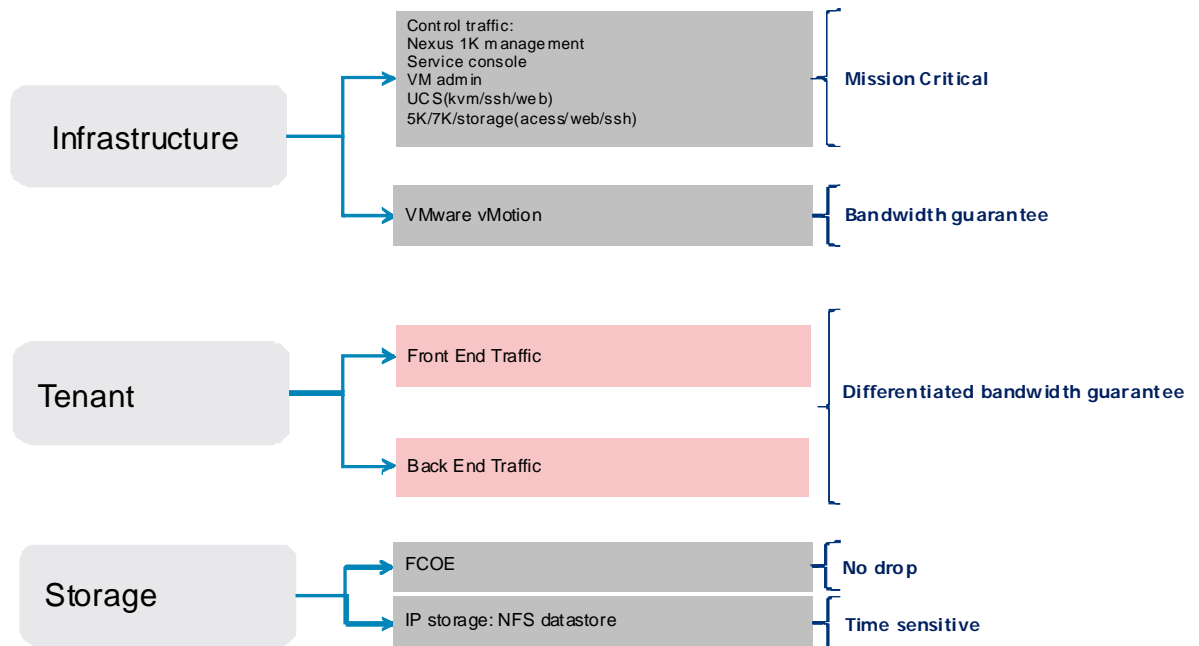 Infrastructure
Control traffic:
Nexus 1K management
Service console
VM admin
UCS(kvm/ssh/web)
5K/7K/storage(acess/web/ssh)
Mission Critical
VMware vMotion
Bandwidth guarantee
Tenant
Front End Traffic
Back End Traffic
Differentiated bandwidth guarantee
Storage
FCOE
No drop
IP storage: NFS datastore
Time sensitive